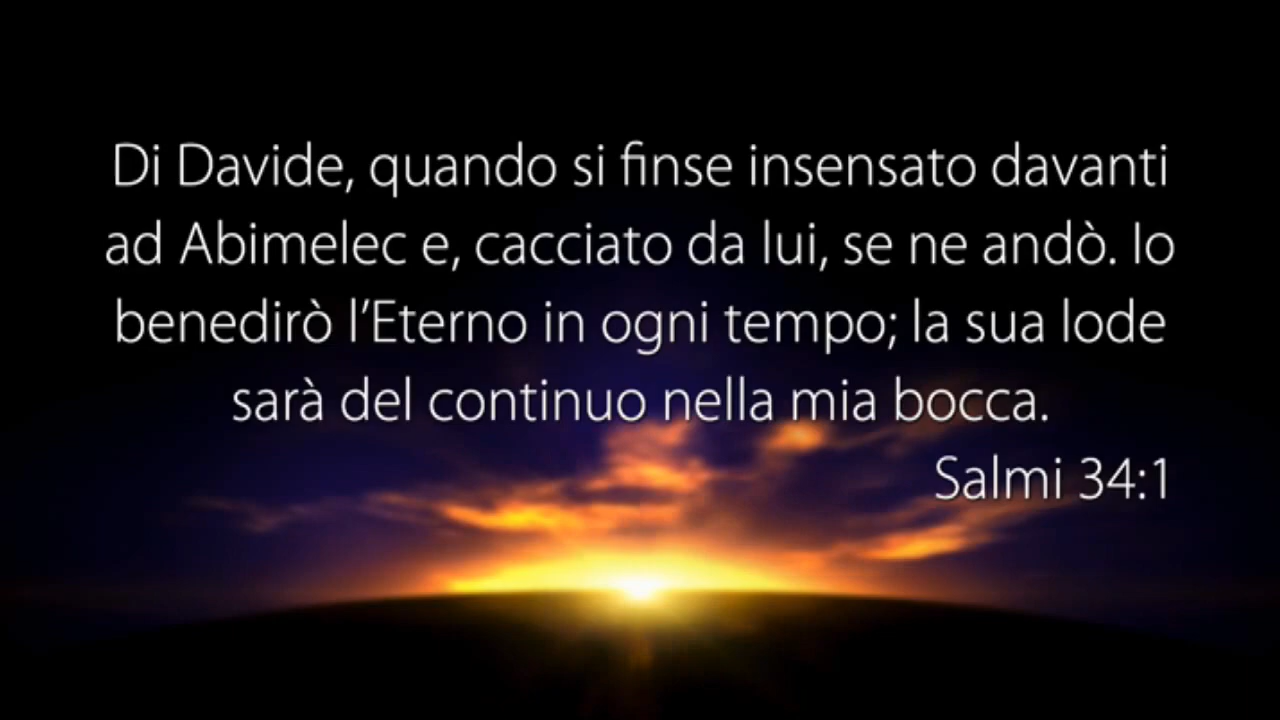 Di Davide, quando si finse insensato davanti
ad Abimelec e, cacciato da lui, se ne andò. Io
benedirò l’Eterno in ogni tempo; la sua lode
sarà del continuo nella mia bocca.
Salmi 34:1